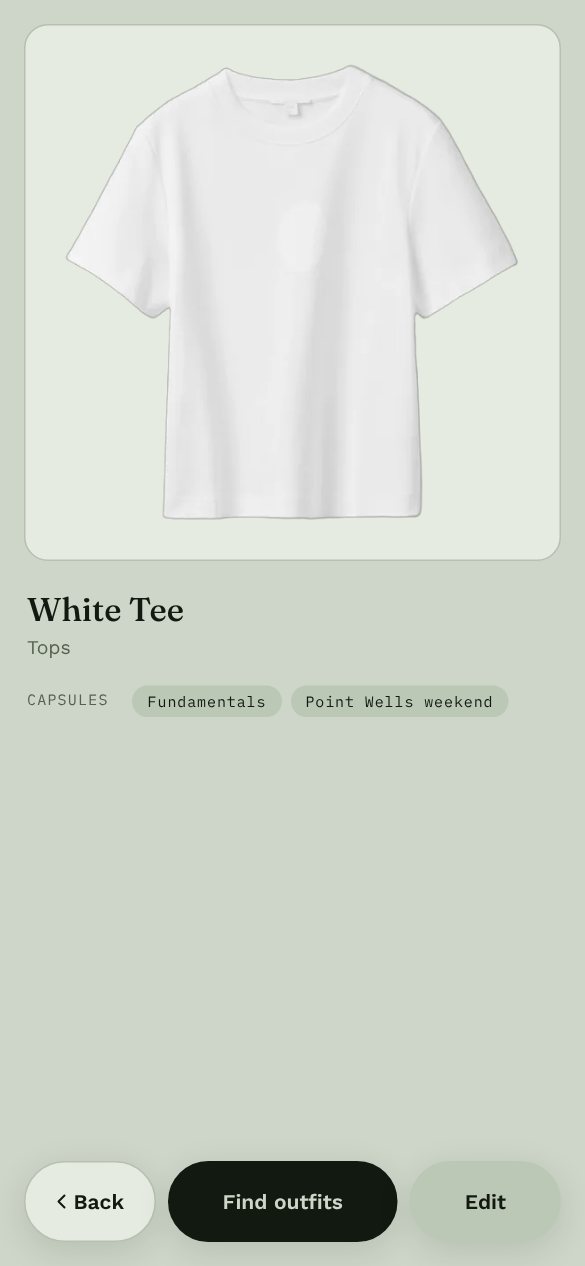 White Tee
Tops
CAPSULES Fundamentals Point Wells weekend
Back Find outfits Edit